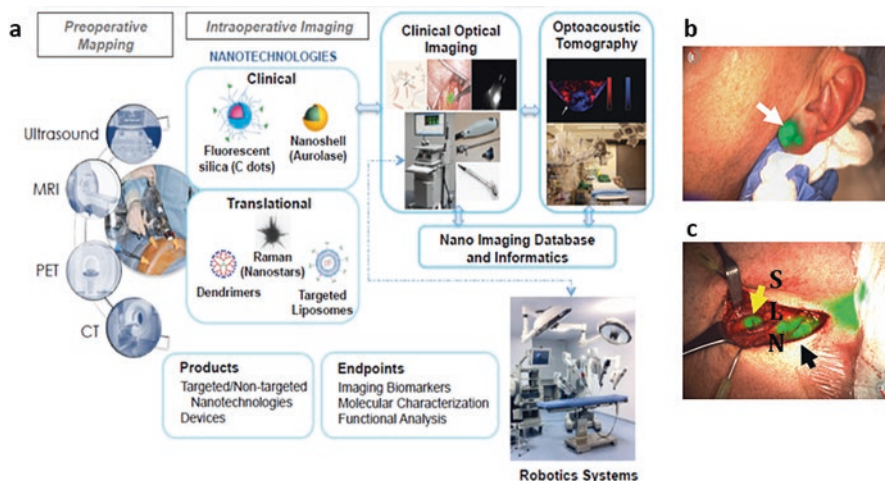 a
Preoperative
Mapping
Intraoperative Imaging
Ultrasound
MRI
PET
CT
NANOTECHNOLOGIES
Clinical
Fluorescent
silica (C dots)
Nanoshell
(Aurolase)
Translational
Raman
(Nanostars)
Dendrimers
Targeted
Liposomes
Clinical Optical
Imaging
Optoacoustic
Tomography
Nano Imaging Database
and Informatics
Products
Targeted/Non-targeted
Nanotechnologies
Devices
Endpoints
Imaging Biomarkers
Molecular Characterization
Functional Analysis
Robotics Systems
b
c
S
L
N